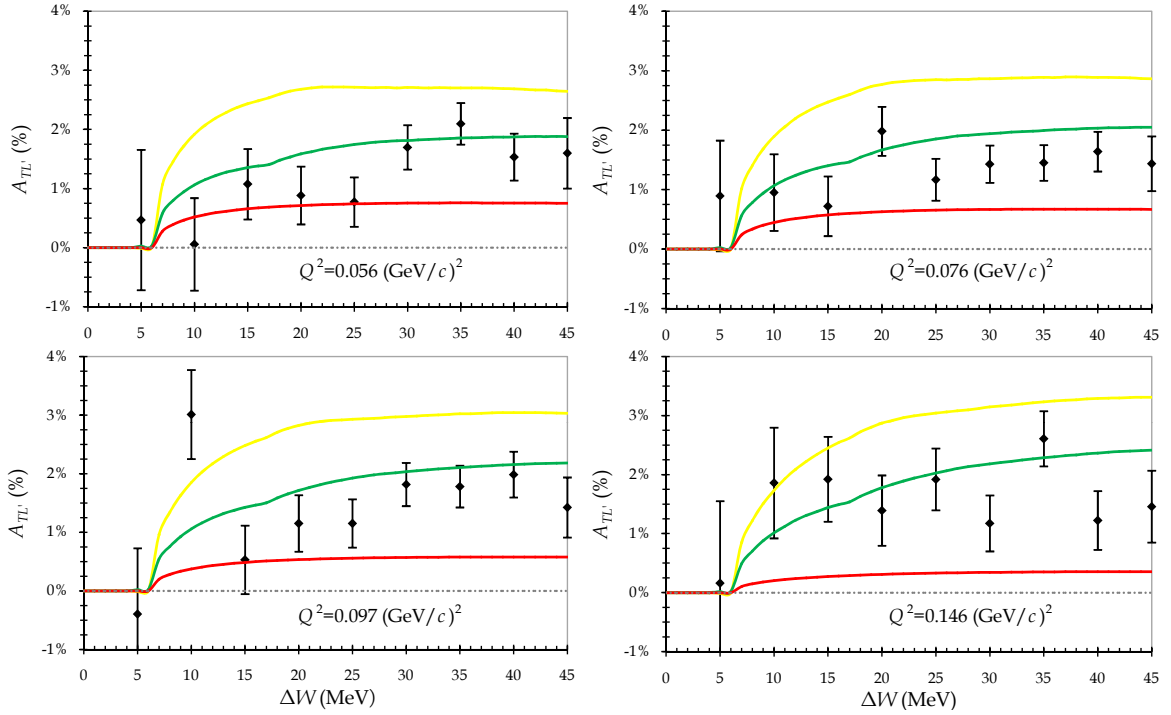 4% 4%
3% 3%
2% 2%
1% 1%
0% 0%
-1% -1%
A_TL' (%) A_TL' (%)
Q²=0.056 (GeV/c)² Q²=0.076 (GeV/c)²
0 5 10 15 20 25 30 35 40 45 0 5 10 15 20 25 30 35 40 45
4% 4%
3% 3%
2% 2%
1% 1%
0% 0%
-1% -1%
A_TL' (%) A_TL' (%)
Q²=0.097 (GeV/c)² Q²=0.146 (GeV/c)²
0 5 10 15 20 25 30 35 40 45 0 5 10 15 20 25 30 35 40 45
ΔW (MeV) ΔW (MeV)